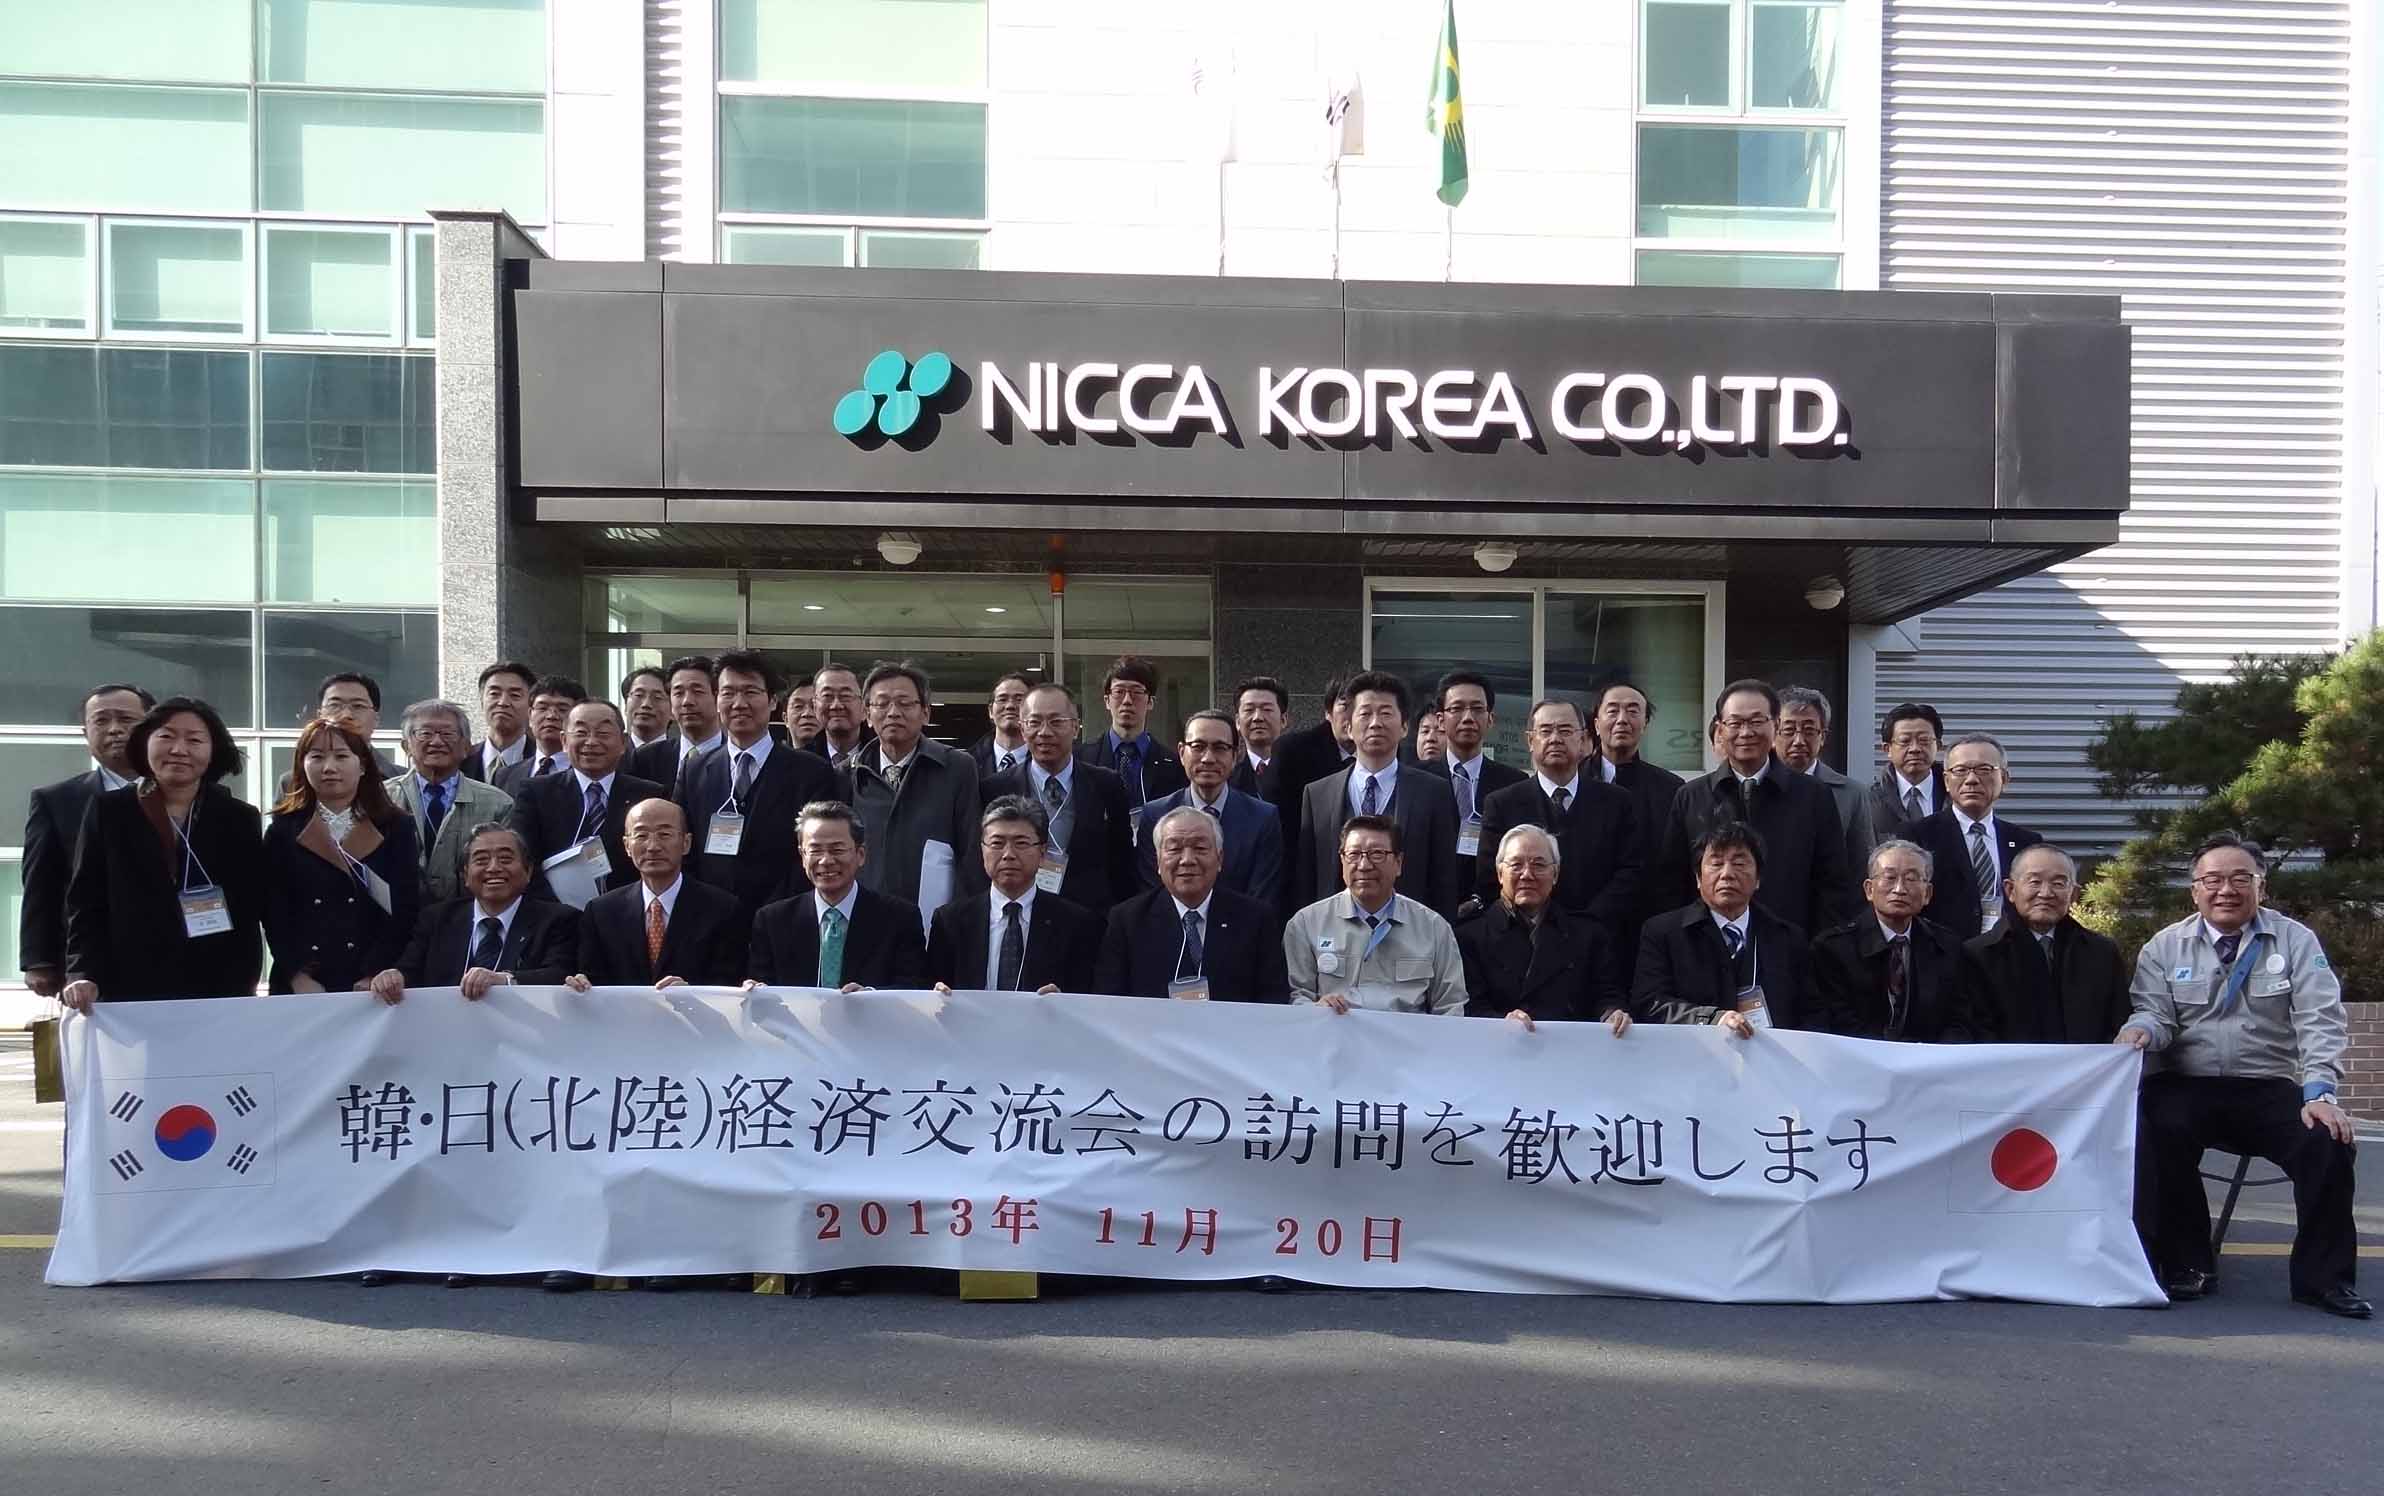 NICCA KOREA CO.,LTD.
韓・日(北陸)経済交流会の訪問を歓迎します
2013年 11月 20日